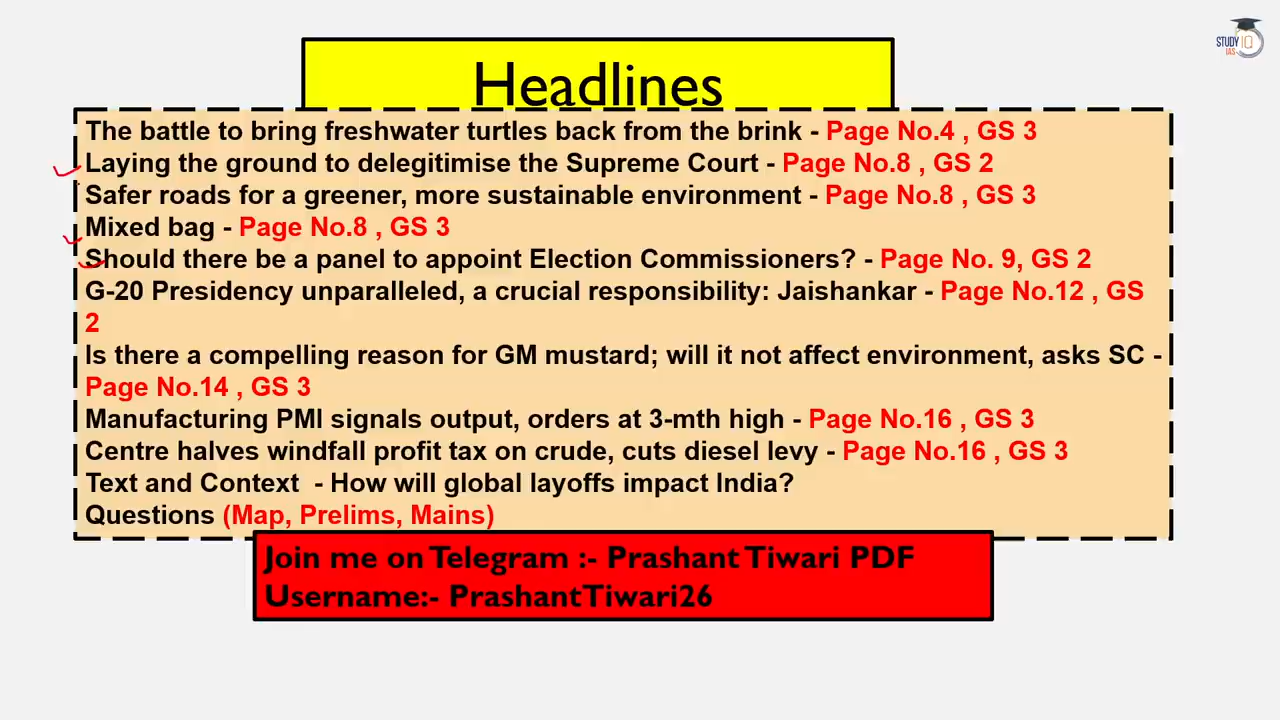 STUDY IQ
IAS
Headlines
The battle to bring freshwater turtles back from the brink - Page No.4 , GS 3
Laying the ground to delegitimise the Supreme Court - Page No.8 , GS 2
Safer roads for a greener, more sustainable environment - Page No.8 , GS 3
Mixed bag - Page No.8 , GS 3
Should there be a panel to appoint Election Commissioners? - Page No. 9, GS 2
G-20 Presidency unparalleled, a crucial responsibility: Jaishankar - Page No.12 , GS
2
Is there a compelling reason for GM mustard; will it not affect environment, asks SC -
Page No.14 , GS 3
Manufacturing PMI signals output, orders at 3-mth high - Page No.16 , GS 3
Centre halves windfall profit tax on crude, cuts diesel levy - Page No.16 , GS 3
Text and Context  - How will global layoffs impact India?
Questions (Map, Prelims, Mains)
Join me on Telegram :- Prashant Tiwari PDF
Username:- PrashantTiwari26